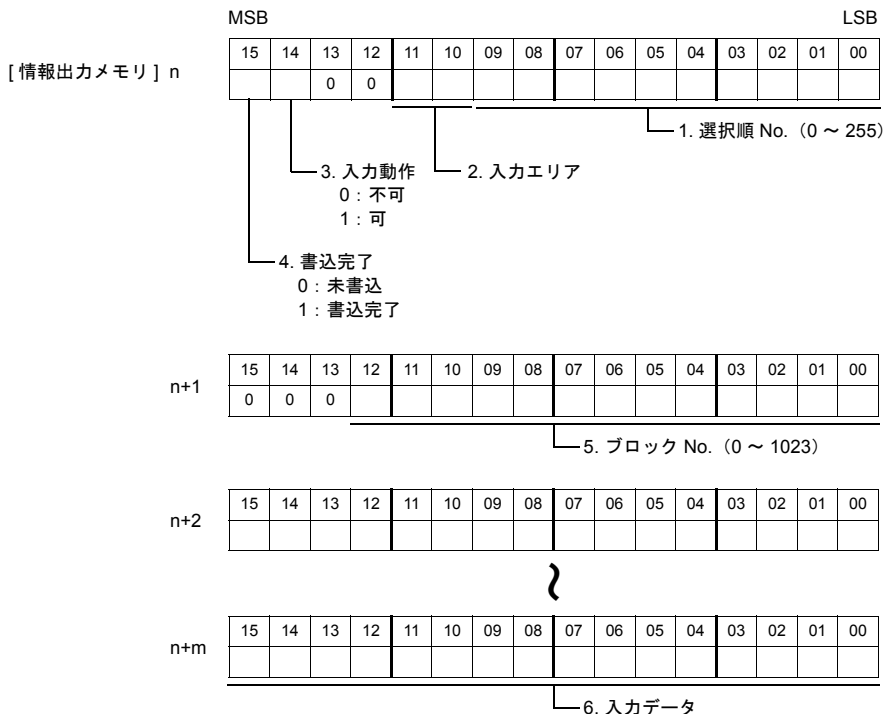 MSB LSB
[ 情報出力メモリ ] n
15 14 13 12 11 10 09 08 07 06 05 04 03 02 01 00
0 0
1. 選択順 No.（0 ～ 255）
3. 入力動作 2. 入力エリア
0 : 不可
1 : 可
4. 書込完了
0 : 未書込
1 : 書込完了
n+1
15 14 13 12 11 10 09 08 07 06 05 04 03 02 01 00
0 0 0
5. ブロック No.（0 ～ 1023）
n+2
15 14 13 12 11 10 09 08 07 06 05 04 03 02 01 00
～
n+m
15 14 13 12 11 10 09 08 07 06 05 04 03 02 01 00
6. 入力データ